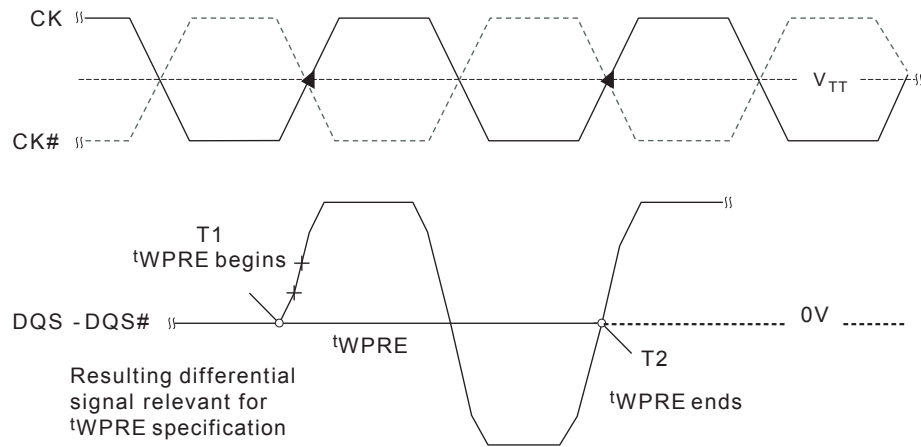 CK
V_TT
CK#
T1
tWPRE begins
DQS - DQS#
0V
tWPRE
T2
Resulting differential
signal relevant for
tWPRE specification
tWPRE ends